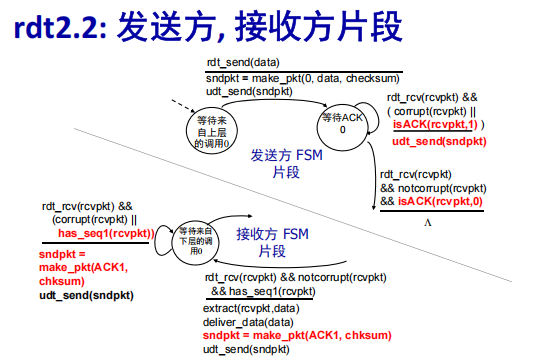 rdt2.2: 发送方, 接收方片段
rdt_send(data)
sndpkt = make_pkt(0, data, checksum)
udt_send(sndpkt)
等待来
自上层
的调用0
等待ACK
0
rdt_rcv(rcvpkt) &&
( corrupt(rcvpkt) ||
isACK(rcvpkt,1) )
udt_send(sndpkt)
发送方 FSM
片段
rdt_rcv(rcvpkt)
&& notcorrupt(rcvpkt)
&& isACK(rcvpkt,0)
Λ
rdt_rcv(rcvpkt) &&
(corrupt(rcvpkt) ||
has_seq1(rcvpkt))
sndpkt =
make_pkt(ACK1,
chksum)
udt_send(sndpkt)
等待来自
下层的调
用0
接收方 FSM
片段
rdt_rcv(rcvpkt) && notcorrupt(rcvpkt)
&& has_seq1(rcvpkt)
extract(rcvpkt,data)
deliver_data(data)
sndpkt = make_pkt(ACK1, chksum)
udt_send(sndpkt)